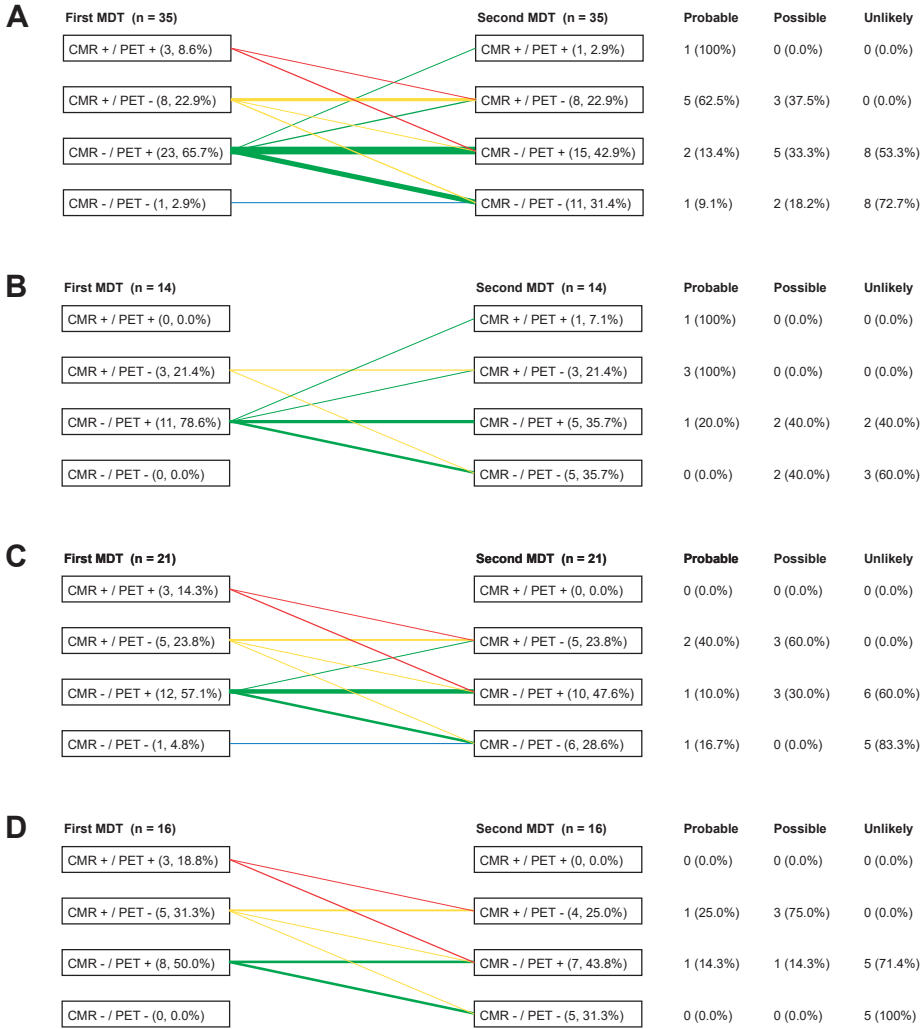 A
First MDT (n = 35) Second MDT (n = 35) Probable Possible Unlikely
CMR + / PET + (3, 8.6%) CMR + / PET + (1, 2.9%) 1 (100%) 0 (0.0%) 0 (0.0%)
CMR + / PET - (8, 22.9%) CMR + / PET - (8, 22.9%) 5 (62.5%) 3 (37.5%) 0 (0.0%)
CMR - / PET + (23, 65.7%) CMR - / PET + (15, 42.9%) 2 (13.4%) 5 (33.3%) 8 (53.3%)
CMR - / PET - (1, 2.9%) CMR - / PET - (11, 31.4%) 1 (9.1%) 2 (18.2%) 8 (72.7%)
B
First MDT (n = 14) Second MDT (n = 14) Probable Possible Unlikely
CMR + / PET + (0, 0.0%) CMR + / PET + (1, 7.1%) 1 (100%) 0 (0.0%) 0 (0.0%)
CMR + / PET - (3, 21.4%) CMR + / PET - (3, 21.4%) 3 (100%) 0 (0.0%) 0 (0.0%)
CMR - / PET + (11, 78.6%) CMR - / PET + (5, 35.7%) 1 (20.0%) 2 (40.0%) 2 (40.0%)
CMR - / PET - (0, 0.0%) CMR - / PET - (5, 35.7%) 0 (0.0%) 2 (40.0%) 3 (60.0%)
C
First MDT (n = 21) Second MDT (n = 21) Probable Possible Unlikely
CMR + / PET + (3, 14.3%) CMR + / PET + (0, 0.0%) 0 (0.0%) 0 (0.0%) 0 (0.0%)
CMR + / PET - (5, 23.8%) CMR + / PET - (5, 23.8%) 2 (40.0%) 3 (60.0%) 0 (0.0%)
CMR - / PET + (12, 57.1%) CMR - / PET + (10, 47.6%) 1 (10.0%) 3 (30.0%) 6 (60.0%)
CMR - / PET - (1, 4.8%) CMR - / PET - (6, 28.6%) 1 (16.7%) 0 (0.0%) 5 (83.3%)
D
First MDT (n = 16) Second MDT (n = 16) Probable Possible Unlikely
CMR + / PET + (3, 18.8%) CMR + / PET + (0, 0.0%) 0 (0.0%) 0 (0.0%) 0 (0.0%)
CMR + / PET - (5, 31.3%) CMR + / PET - (4, 25.0%) 1 (25.0%) 3 (75.0%) 0 (0.0%)
CMR - / PET + (8, 50.0%) CMR - / PET + (7, 43.8%) 1 (14.3%) 1 (14.3%) 5 (71.4%)
CMR - / PET - (0, 0.0%) CMR - / PET - (5, 31.3%) 0 (0.0%) 0 (0.0%) 5 (100%)